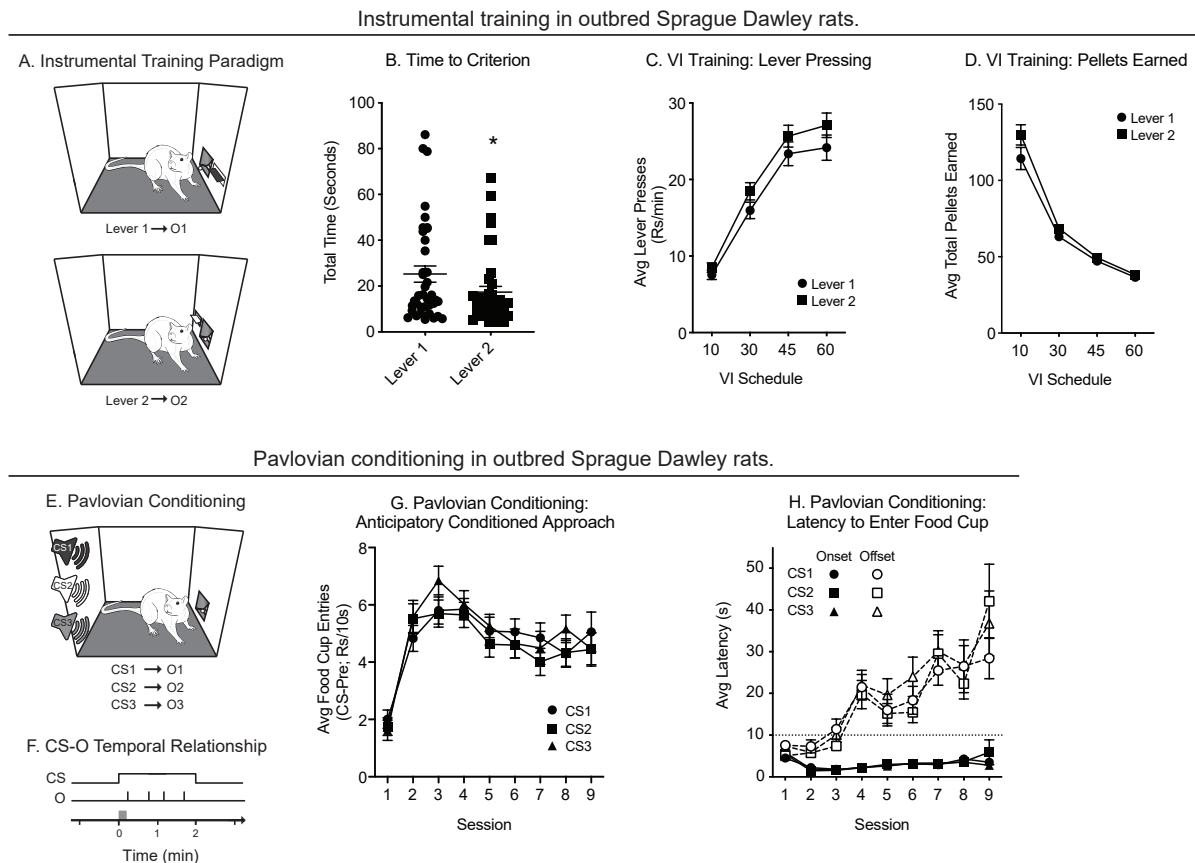 Instrumental training in outbred Sprague Dawley rats.
A. Instrumental Training Paradigm
Lever 1 → O1
Lever 2 → O2
B. Time to Criterion
Total Time (Seconds)
100
80
60
40
20
0
*
Lever 1
Lever 2
C. VI Training: Lever Pressing
Avg Lever Presses
(Rs/min)
30
20
10
0
Lever 1
Lever 2
10 30 45 60
VI Schedule
D. VI Training: Pellets Earned
Avg Total Pellets Earned
150
100
50
0
Lever 1
Lever 2
10 30 45 60
VI Schedule
Pavlovian conditioning in outbred Sprague Dawley rats.
E. Pavlovian Conditioning
CS1
CS2
CS3
CS1 → O1
CS2 → O2
CS3 → O3
F. CS-O Temporal Relationship
CS
O
0 1 2
Time (min)
G. Pavlovian Conditioning:
Anticipatory Conditioned Approach
Avg Food Cup Entries
(CS-Pre; Rs/10s)
8
6
4
2
0
CS1
CS2
CS3
1 2 3 4 5 6 7 8 9
Session
H. Pavlovian Conditioning:
Latency to Enter Food Cup
Onset Offset
CS1
CS2
CS3
Avg Latency (s)
50
40
30
20
10
0
1 2 3 4 5 6 7 8 9
Session